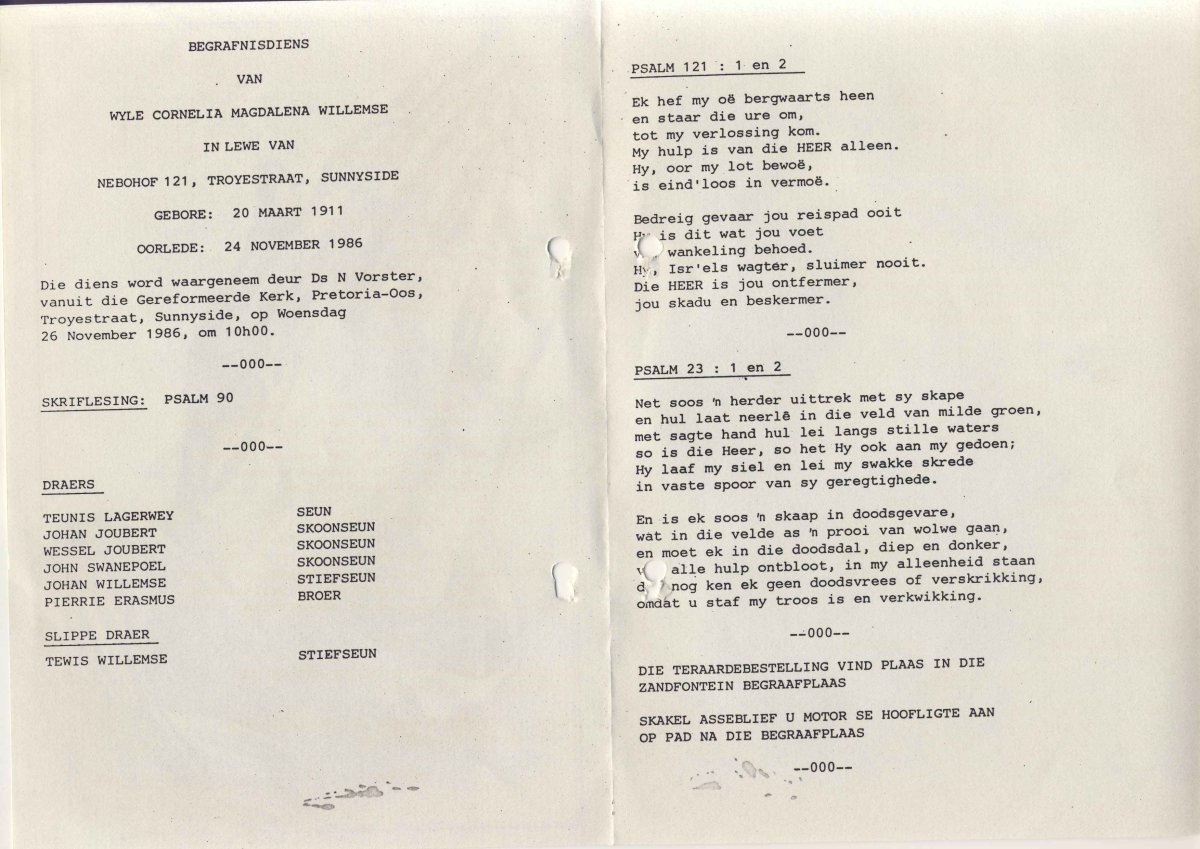 BEGRAFNISDIENS
VAN
WYLE CORNELIA MAGDALENA WILLEMSE
IN LEWE VAN
NEBOHOF 121, TROYESTRAAT, SUNNYSIDE
GEBORE: 20 MAART 1911
OORLEDE: 24 NOVEMBER 1986
Die diens word waargeneem deur Ds N Vorster,
vanuit die Gereformeerde Kerk, Pretoria-Oos,
Troyestraat, Sunnyside, op Woensdag
26 November 1986, om 10h00.
--000--
SKRIFLESING: PSALM 90
--000--
DRAERS
TEUNIS LAGERWEY SEUN
JOHAN JOUBERT SKOONSEUN
WESSEL JOUBERT SKOONSEUN
JOHN SWANEPOEL SKOONSEUN
JOHAN WILLEMSE STIEFSEUN
PIERRIE ERASMUS BROER
SLIPPE DRAER
TEWIS WILLEMSE STIEFSEUN
PSALM 121 : 1 en 2
Ek hef my oë bergwaarts heen
en staar die ure om,
tot my verlossing kom.
My hulp is van die HEER alleen.
Hy, oor my lot bewoë,
is eind'loos in vermoë.
Bedreig gevaar jou reispad ooit
Hy is dit wat jou voet
wankeling behoed.
Hy, Isr'els wagter, sluimer nooit.
Die HEER is jou ontfermer,
jou skadu en beskermer.
--000--
PSALM 23 : 1 en 2
Net soos 'n herder uittrek met sy skape
en hul laat neerlê in die veld van milde groen,
met sagte hand hul lei langs stille waters
so is die Heer, so het Hy ook aan my gedoen;
Hy laaf my siel en lei my swakke skrede
in vaste spoor van sy geregtighede.
En is ek soos 'n skaap in doodsgevare,
wat in die velde as 'n prooi van wolwe gaan,
en moet ek in die doodsdal, diep en donker,
alle hulp ontbloot, in my alleenheid staan
nog ken ek geen doodsvrees of verskrikking,
omdat u staf my troos is en verkwikking.
--000--
DIE TERAARDEBESTELLING VIND PLAAS IN DIE
ZANDFONTEIN BEGRAAFPLAAS
SKAKEL ASSEBLIEF U MOTOR SE HOOFLIGTE AAN
OP PAD NA DIE BEGRAAFPLAAS
--000--